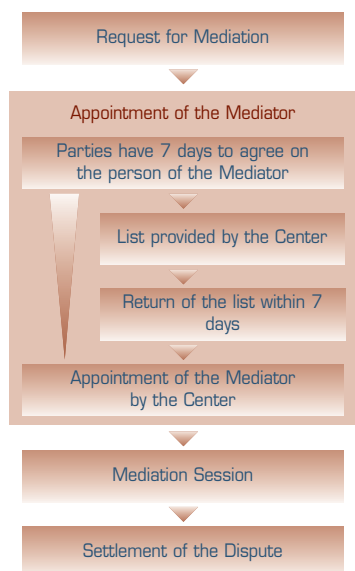 Request for Mediation
Appointment of the Mediator
Parties have 7 days to agree on
the person of the Mediator
List provided by the Center
Return of the list within 7
days
Appointment of the Mediator
by the Center
Mediation Session
Settlement of the Dispute